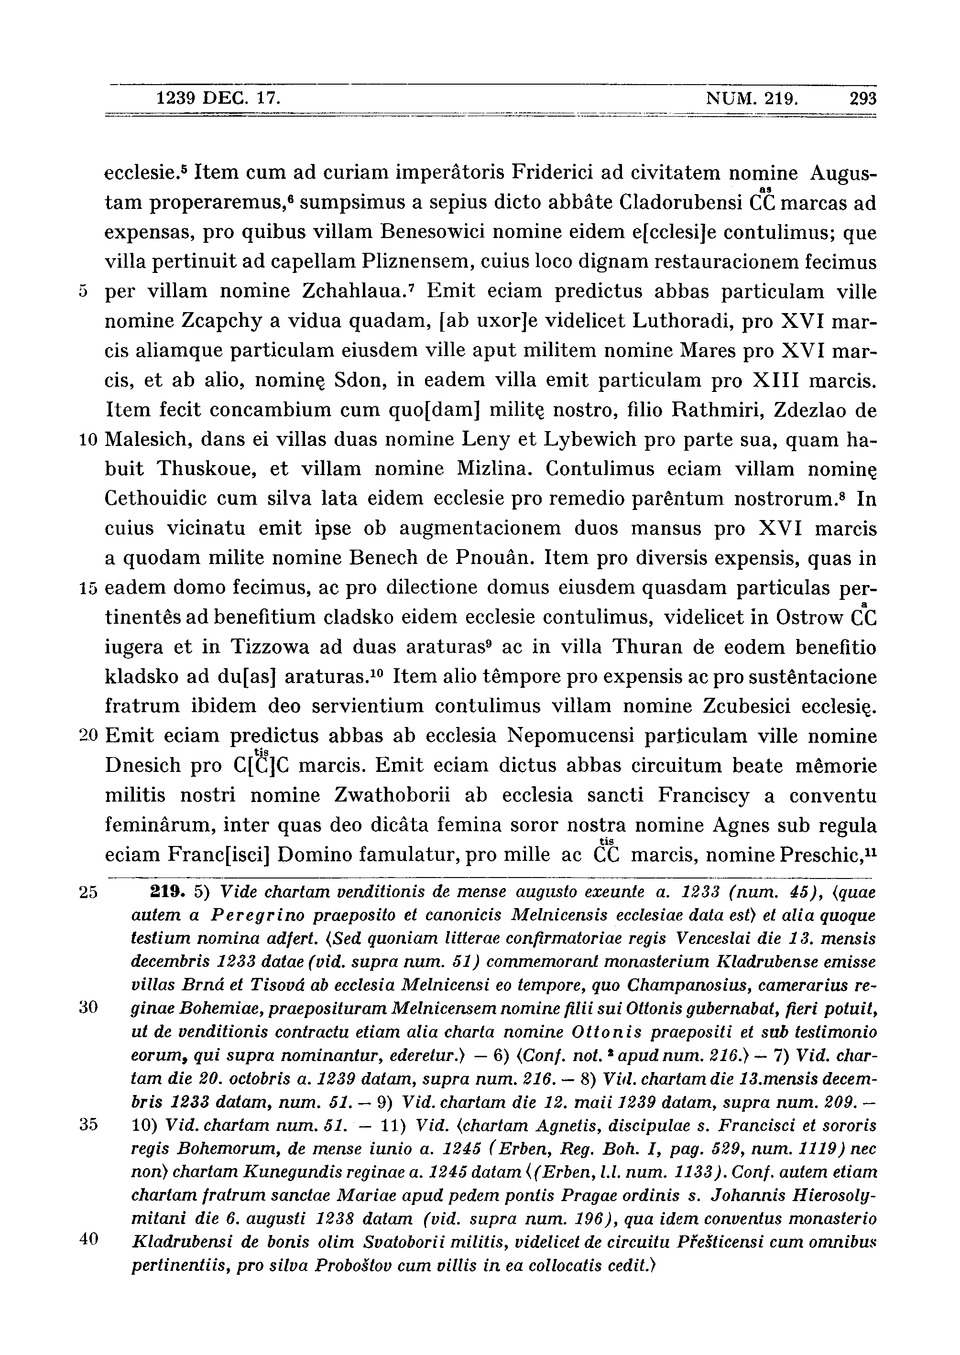 1239 DEC. 17. NUM. 219. 293
ecclesie.⁵ Item cum ad curiam imperâtoris Friderici ad civitatem nomine Augus-
tam properaremus,⁶ sumpsimus a sepius dicto abbâte Cladorubensi CC̊ᵃˢ marcas ad
expensas, pro quibus villam Benesowici nomine eidem e[cclesi]e contulimus; que
villa pertinuit ad capellam Pliznensem, cuius loco dignam restauracionem fecimus
5 per villam nomine Zchahlaua.⁷ Emit eciam predictus abbas particulam ville
nomine Zcapchy a vidua quadam, [ab uxor]e videlicet Luthoradi, pro XVI mar-
cis aliamque particulam eiusdem ville aput militem nomine Mares pro XVI mar-
cis, et ab alio, nominę Sdon, in eadem villa emit particulam pro XIII marcis.
Item fecit concambium cum quo[dam] militę nostro, filio Rathmiri, Zdezlao de
10 Malesich, dans ei villas duas nomine Leny et Lybewich pro parte sua, quam ha-
buit Thuskoue, et villam nomine Mizlina. Contulimus eciam villam nominę
Cethouidic cum silva lata eidem ecclesie pro remedio parêntum nostrorum.⁸ In
cuius vicinatu emit ipse ob augmentacionem duos mansus pro XVI marcis
a quodam milite nomine Benech de Pnouân. Item pro diversis expensis, quas in
15 eadem domo fecimus, ac pro dilectione domus eiusdem quasdam particulas per-
tinentês ad benefitium cladsko eidem ecclesie contulimus, videlicet in Ostrow CCᵃ
iugera et in Tizzowa ad duas araturas⁹ ac in villa Thuran de eodem benefitio
kladsko ad du[as] araturas.¹⁰ Item alio têmpore pro expensis ac pro sustêntacione
fratrum ibidem deo servientium contulimus villam nomine Zcubesici ecclesię.
20 Emit eciam predictus abbas ab ecclesia Nepomucensi particulam ville nomine
Dnesich pro C[C]Cᵗⁱˢ marcis. Emit eciam dictus abbas circuitum beate mêmorie
militis nostri nomine Zwathoborii ab ecclesia sancti Franciscy a conventu
feminârum, inter quas deo dicâta femina soror nostra nomine Agnes sub regula
eciam Franc[isci] Domino famulatur, pro mille ac CCᵗⁱˢ marcis, nomine Preschic,¹¹
25 219. 5) Vide chartam venditionis de mense augusto exeunte a. 1233 (num. 45), ⟨quae
autem a Peregrino praeposito et canonicis Melnicensis ecclesiae data est⟩ et alia quoque
testium nomina adfert. ⟨Sed quoniam litterae confirmatoriae regis Venceslai die 13. mensis
decembris 1233 datae (vid. supra num. 51) commemorant monasterium Kladrubense emisse
villas Brná et Tisová ab ecclesia Melnicensi eo tempore, quo Champanosius, camerarius re-
30 ginae Bohemiae, praeposituram Melnicensem nomine filii sui Ottonis gubernabat, fieri potuit,
ut de venditionis contractu etiam alia charta nomine Ottonis praepositi et sub testimonio
eorum, qui supra nominantur, ederetur.⟩ — 6) ⟨Conf. not. ² apud num. 216.⟩ — 7) Vid. char-
tam die 20. octobris a. 1239 datam, supra num. 216. — 8) Vid. chartam die 13. mensis decem-
bris 1233 datam, num. 51. — 9) Vid. chartam die 12. maii 1239 datam, supra num. 209. —
35 10) Vid. chartam num. 51. — 11) Vid. ⟨chartam Agnetis, discipulae s. Francisci et sororis
regis Bohemorum, de mense iunio a. 1245 (Erben, Reg. Boh. I, pag. 529, num. 1119) nec
non⟩ chartam Kunegundis reginae a. 1245 datam ⟨(Erben, l.l. num. 1133). Conf. autem etiam
chartam fratrum sanctae Mariae apud pedem pontis Pragae ordinis s. Johannis Hierosoly-
mitani die 6. augusti 1238 datam (vid. supra num. 196), qua idem conventus monasterio
40 Kladrubensi de bonis olim Svatoborii militis, videlicet de circuitu Přešticensi cum omnibus
pertinentiis, pro silva Proboštov cum villis in ea collocatis cedit.⟩